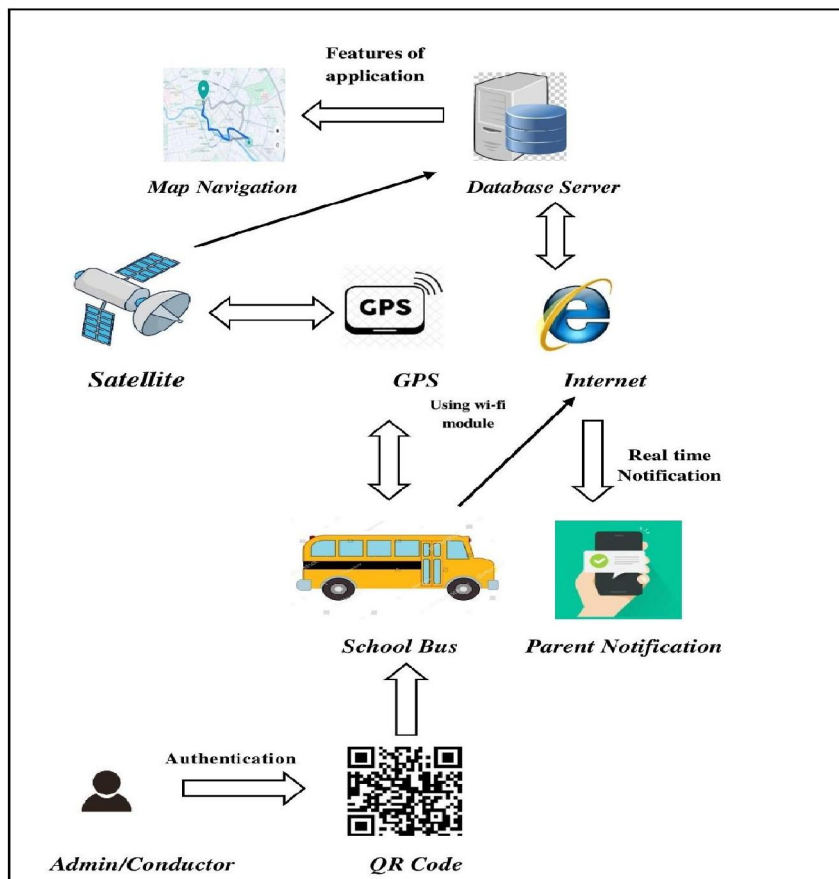 Features of
application
Map Navigation
Database Server
GPS
Satellite
GPS
Internet
Using wi-fi
module
Real time
Notification
School Bus
Parent Notification
Authentication
Admin/Conductor
QR Code